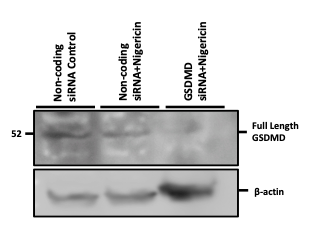 Non-coding
siRNA Control
Non-coding
siRNA+Nigericin
GSDMD
siRNA+Nigericin
52
Full Length
GSDMD
β-actin